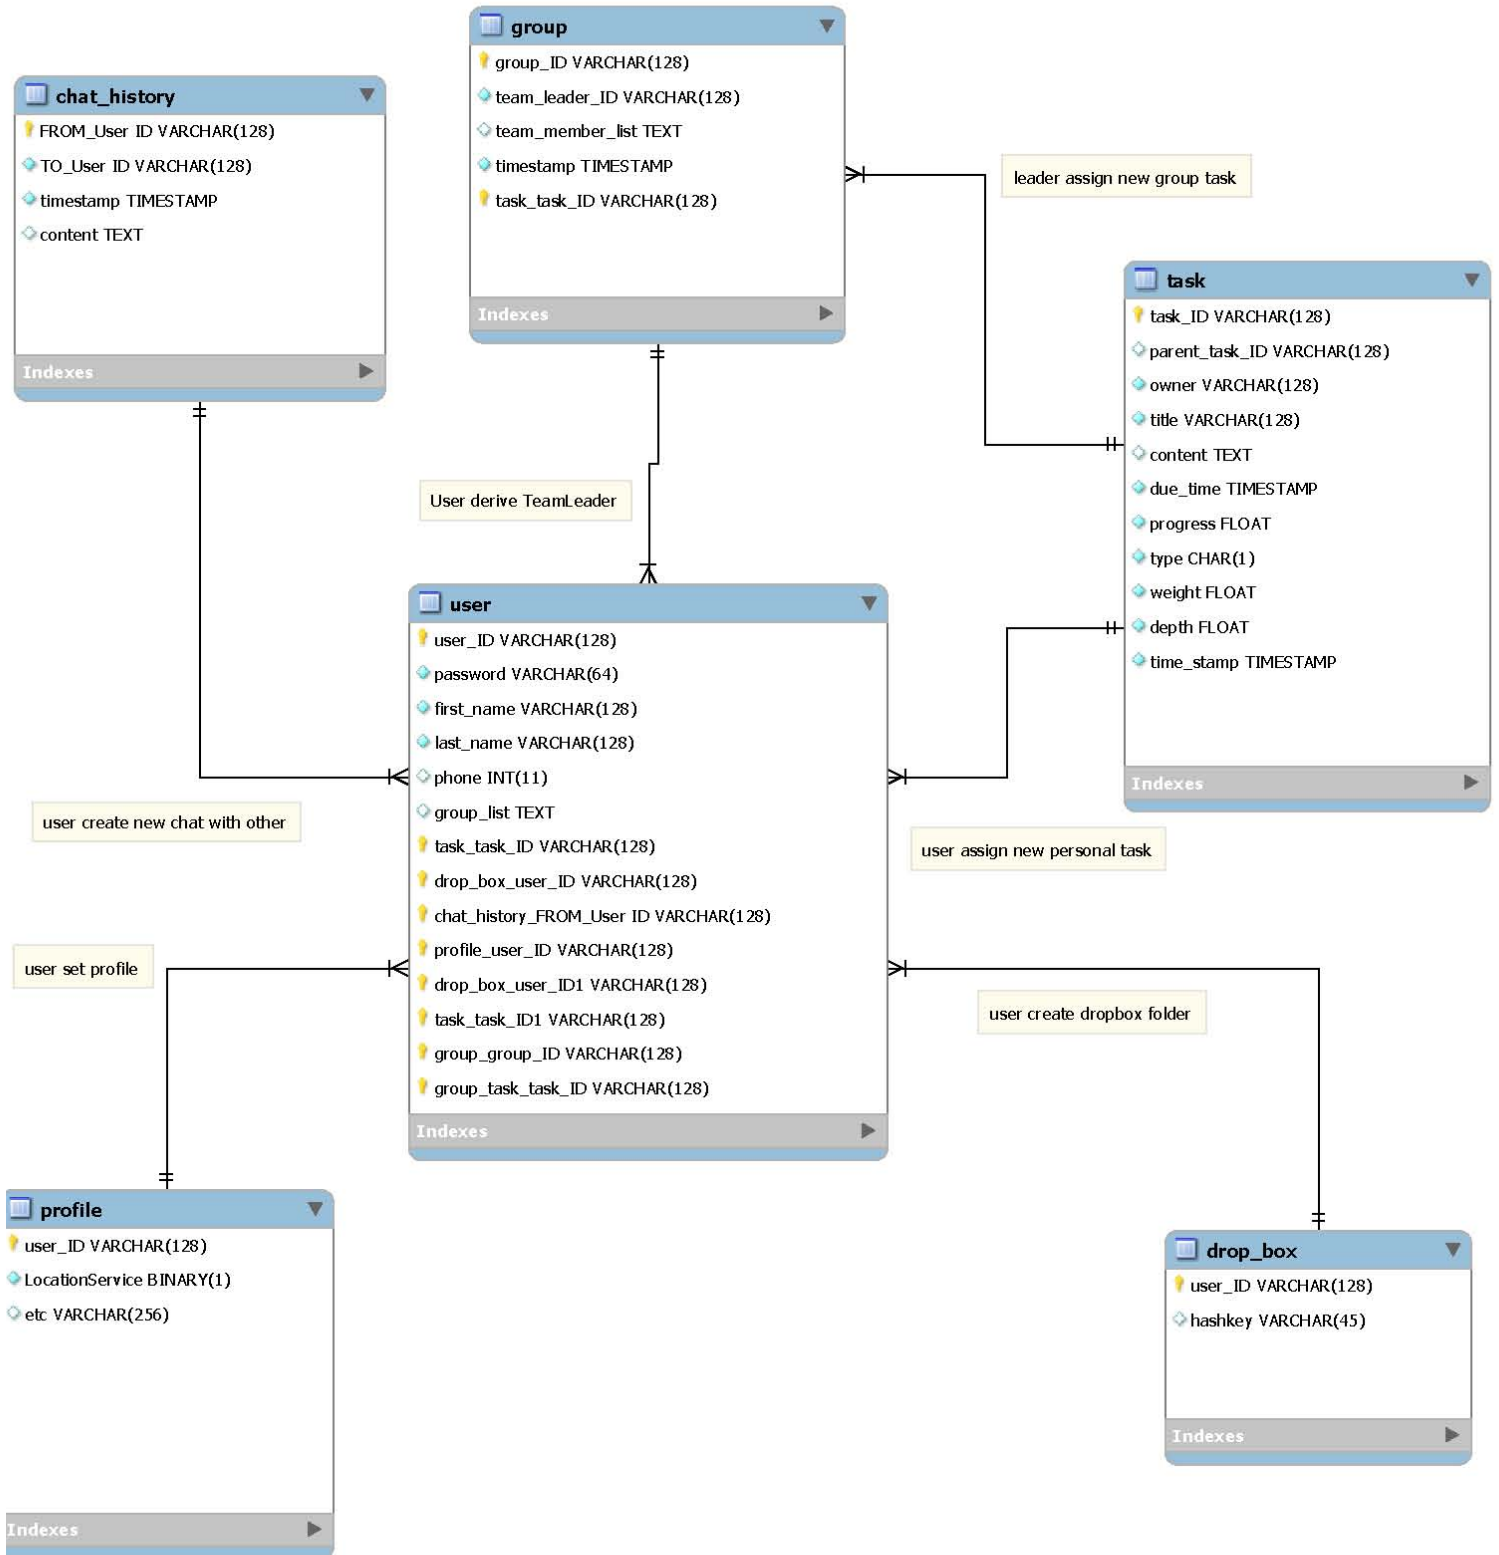 group
group_ID VARCHAR(128)
team_leader_ID VARCHAR(128)
team_member_list TEXT
timestamp TIMESTAMP
task_task_ID VARCHAR(128)
Indexes
chat_history
FROM_User ID VARCHAR(128)
TO_User ID VARCHAR(128)
timestamp TIMESTAMP
content TEXT
Indexes
leader assign new group task
task
task_ID VARCHAR(128)
parent_task_ID VARCHAR(128)
owner VARCHAR(128)
title VARCHAR(128)
content TEXT
due_time TIMESTAMP
progress FLOAT
type CHAR(1)
weight FLOAT
depth FLOAT
time_stamp TIMESTAMP
Indexes
User derive TeamLeader
user
user_ID VARCHAR(128)
password VARCHAR(64)
first_name VARCHAR(128)
last_name VARCHAR(128)
phone INT(11)
group_list TEXT
task_task_ID VARCHAR(128)
drop_box_user_ID VARCHAR(128)
chat_history_FROM_User ID VARCHAR(128)
profile_user_ID VARCHAR(128)
drop_box_user_ID1 VARCHAR(128)
task_task_ID1 VARCHAR(128)
group_group_ID VARCHAR(128)
group_task_task_ID VARCHAR(128)
Indexes
user create new chat with other
user assign new personal task
user set profile
user create dropbox folder
profile
user_ID VARCHAR(128)
LocationService BINARY(1)
etc VARCHAR(256)
Indexes
drop_box
user_ID VARCHAR(128)
hashkey VARCHAR(45)
Indexes